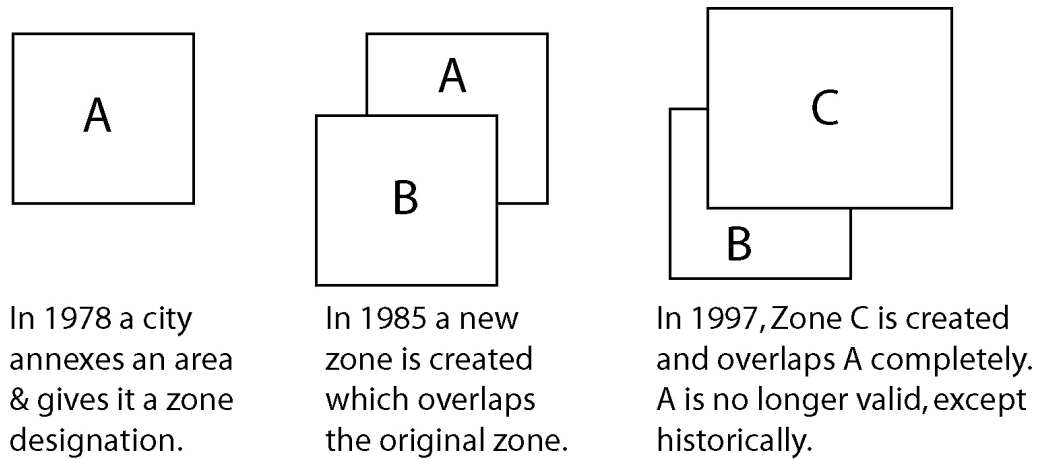 A
In 1978 a city
annexes an area
& gives it a zone
designation.
A
B
In 1985 a new
zone is created
which overlaps
the original zone.
C
B
In 1997, Zone C is created
and overlaps A completely.
A is no longer valid, except
historically.